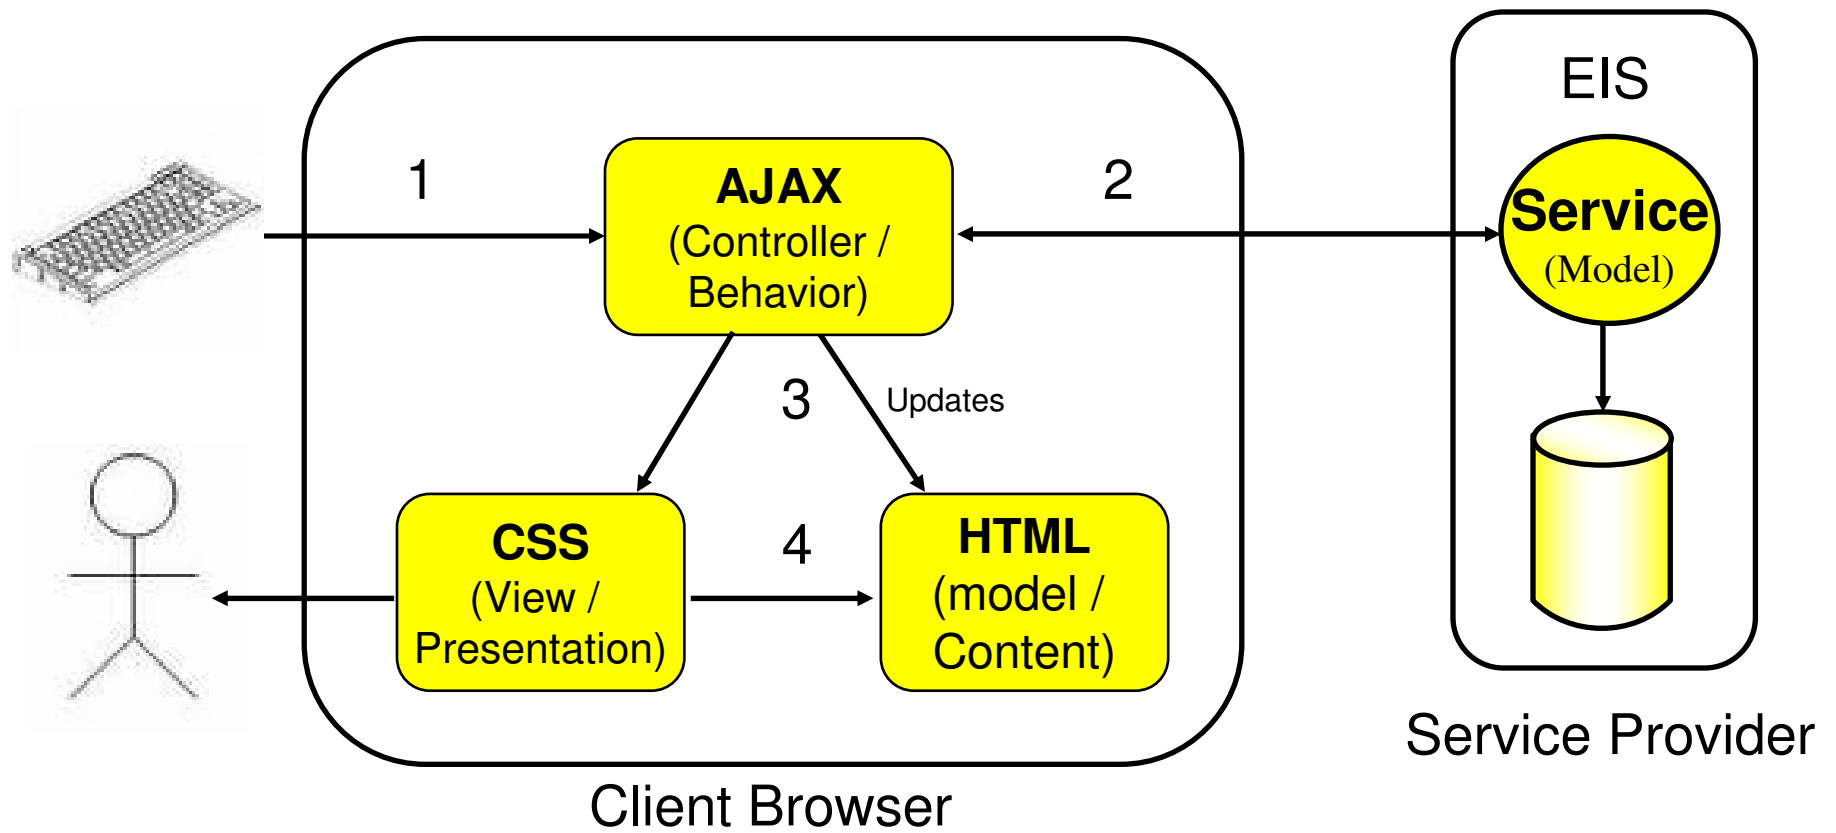 EIS
1
AJAX
(Controller /
Behavior)
2
Service
(Model)
3
Updates
CSS
(View /
Presentation)
4
HTML
(model /
Content)
Service Provider
Client Browser